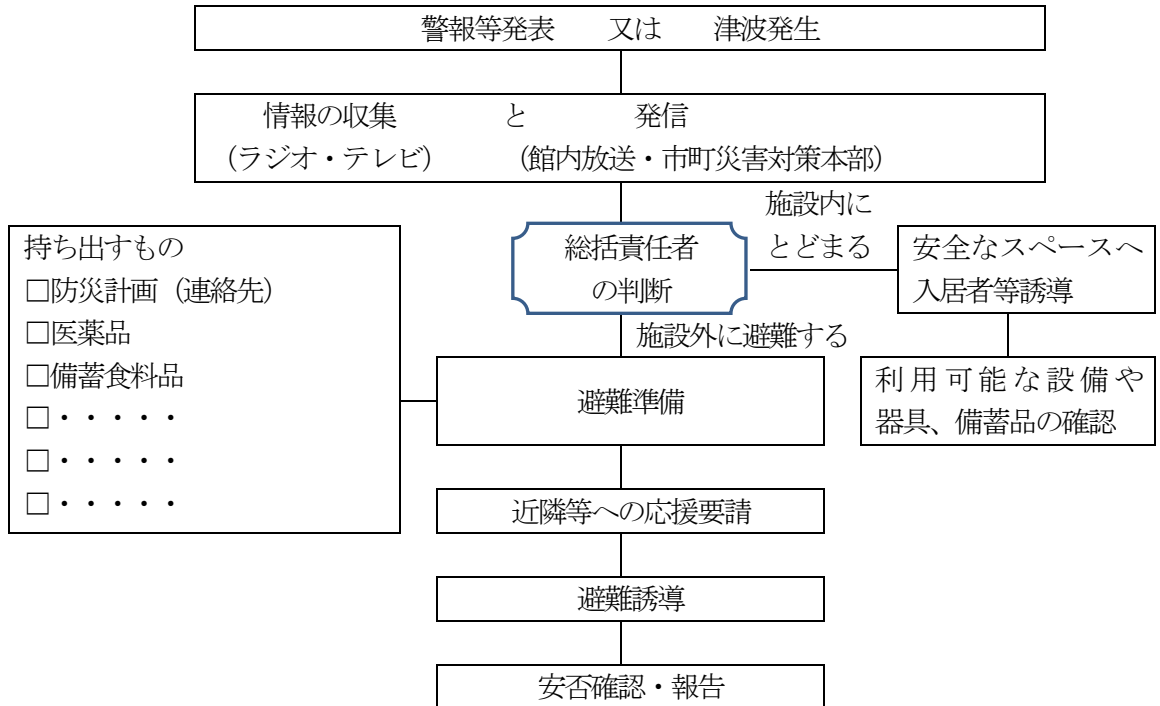 警報等発表 又は 津波発生
情報の収集 と 発信
(ラジオ・テレビ) (館内放送・市町災害対策本部)
総括責任者
の判断
施設内に
とどまる
安全なスペースへ
入居者等誘導
利用可能な設備や
器具、備蓄品の確認
施設外に避難する
持ち出すもの
□防災計画(連絡先)
□医薬品
□備蓄食料品
□・・・・・
□・・・・・
□・・・・・
避難準備
近隣等への応援要請
避難誘導
安否確認・報告